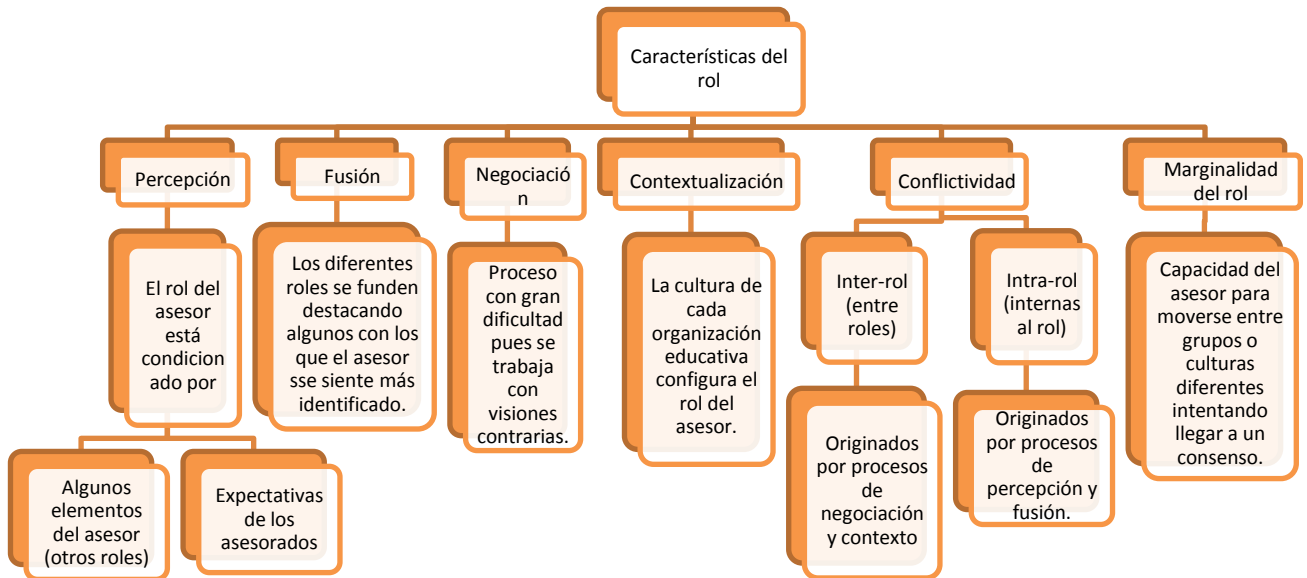 Características del
rol
Percepción
Fusión
Negociació
n
Contextualización
Conflictividad
Marginalidad
del rol
El rol del
asesor
está
condicion
ado por
Los diferentes
roles se funden
destacando
algunos con los
que el asesor
sse siente más
identificado.
Proceso
con gran
dificultad
pues se
trabaja
con
visiones
contrarias.
La cultura de
cada
organización
educativa
configura el
rol del
asesor.
Inter-rol
(entre
roles)
Intra-rol
(internas
al rol)
Capacidad del
asesor para
moverse entre
grupos o
culturas
diferentes
intentando
llegar a un
consenso.
Algunos
elementos
del asesor
(otros roles)
Expectativas
de los
asesorados
Originados
por procesos
de
negociación
y contexto
Originados
por procesos
de
percepción y
fusión.